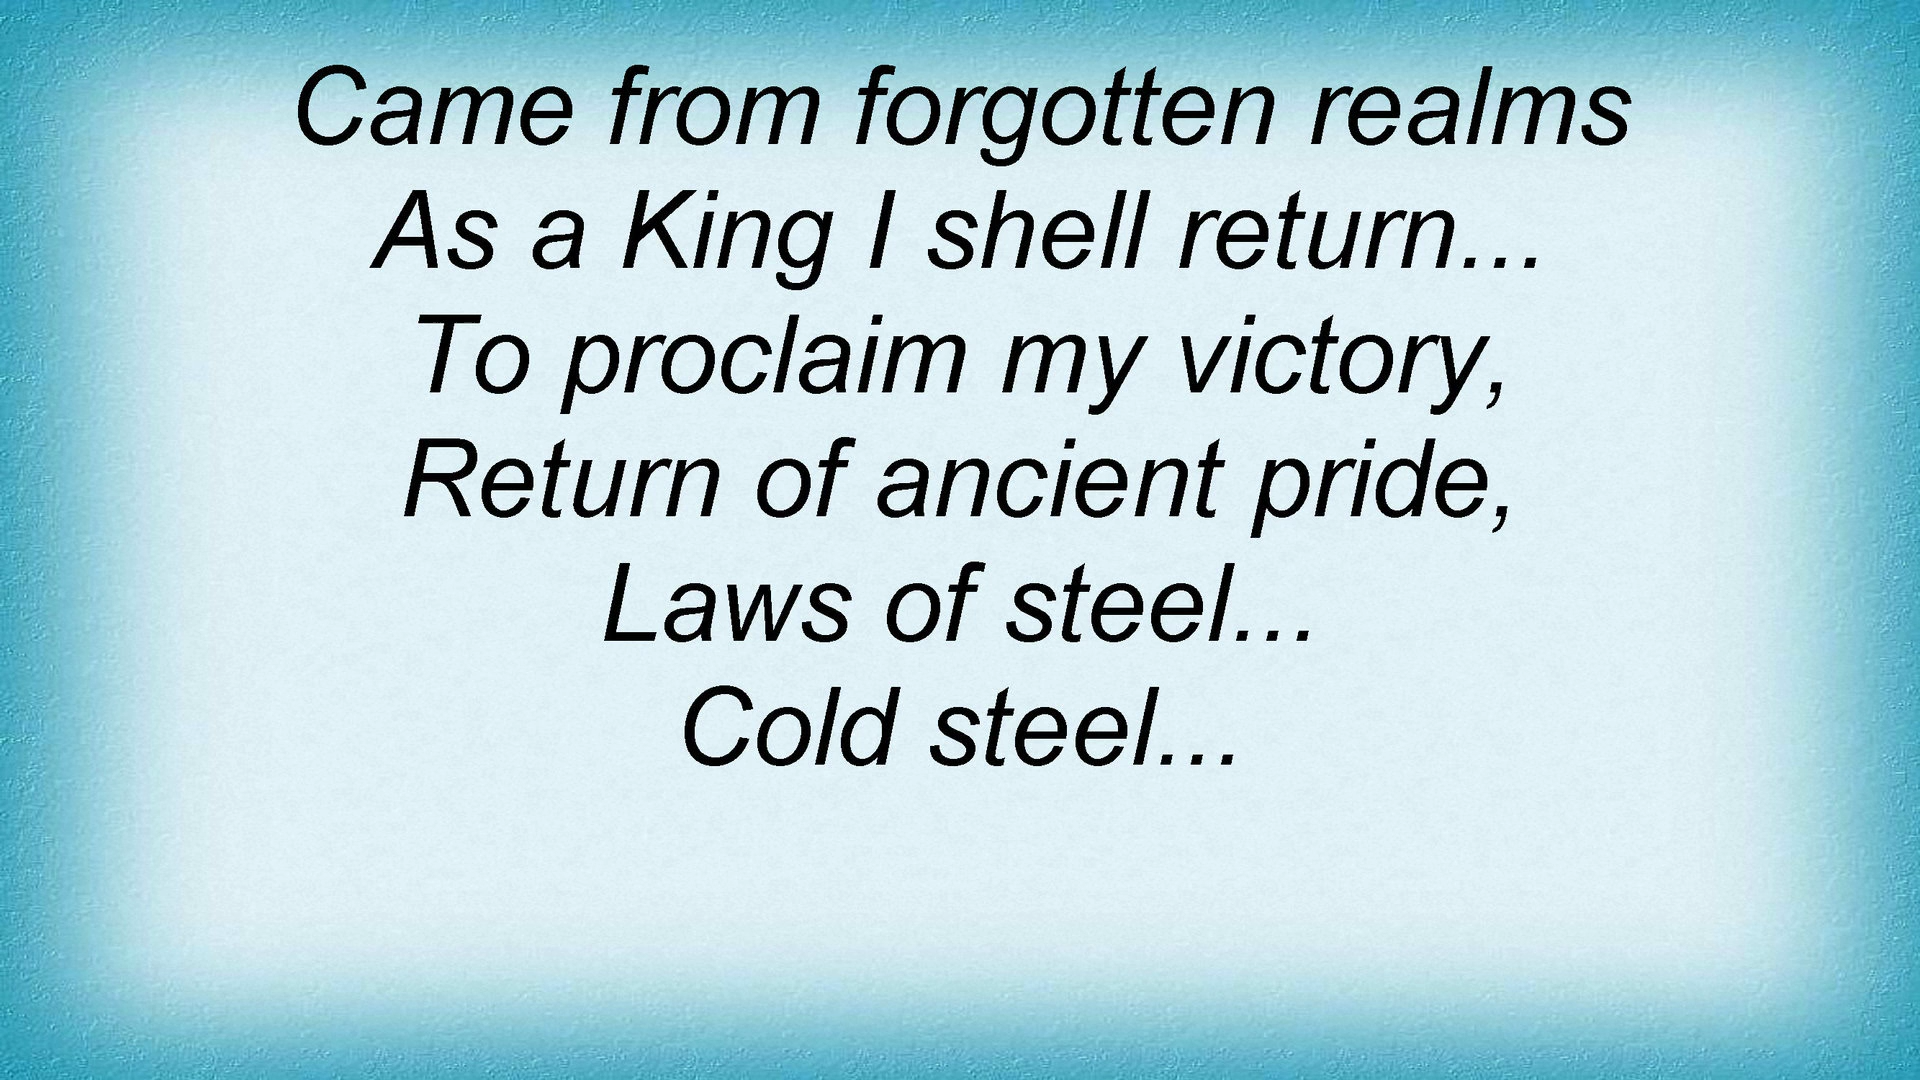 Came from forgotten realms
As a King I shell return...
To proclaim my victory,
Return of ancient pride,
Laws of steel...
Cold steel...